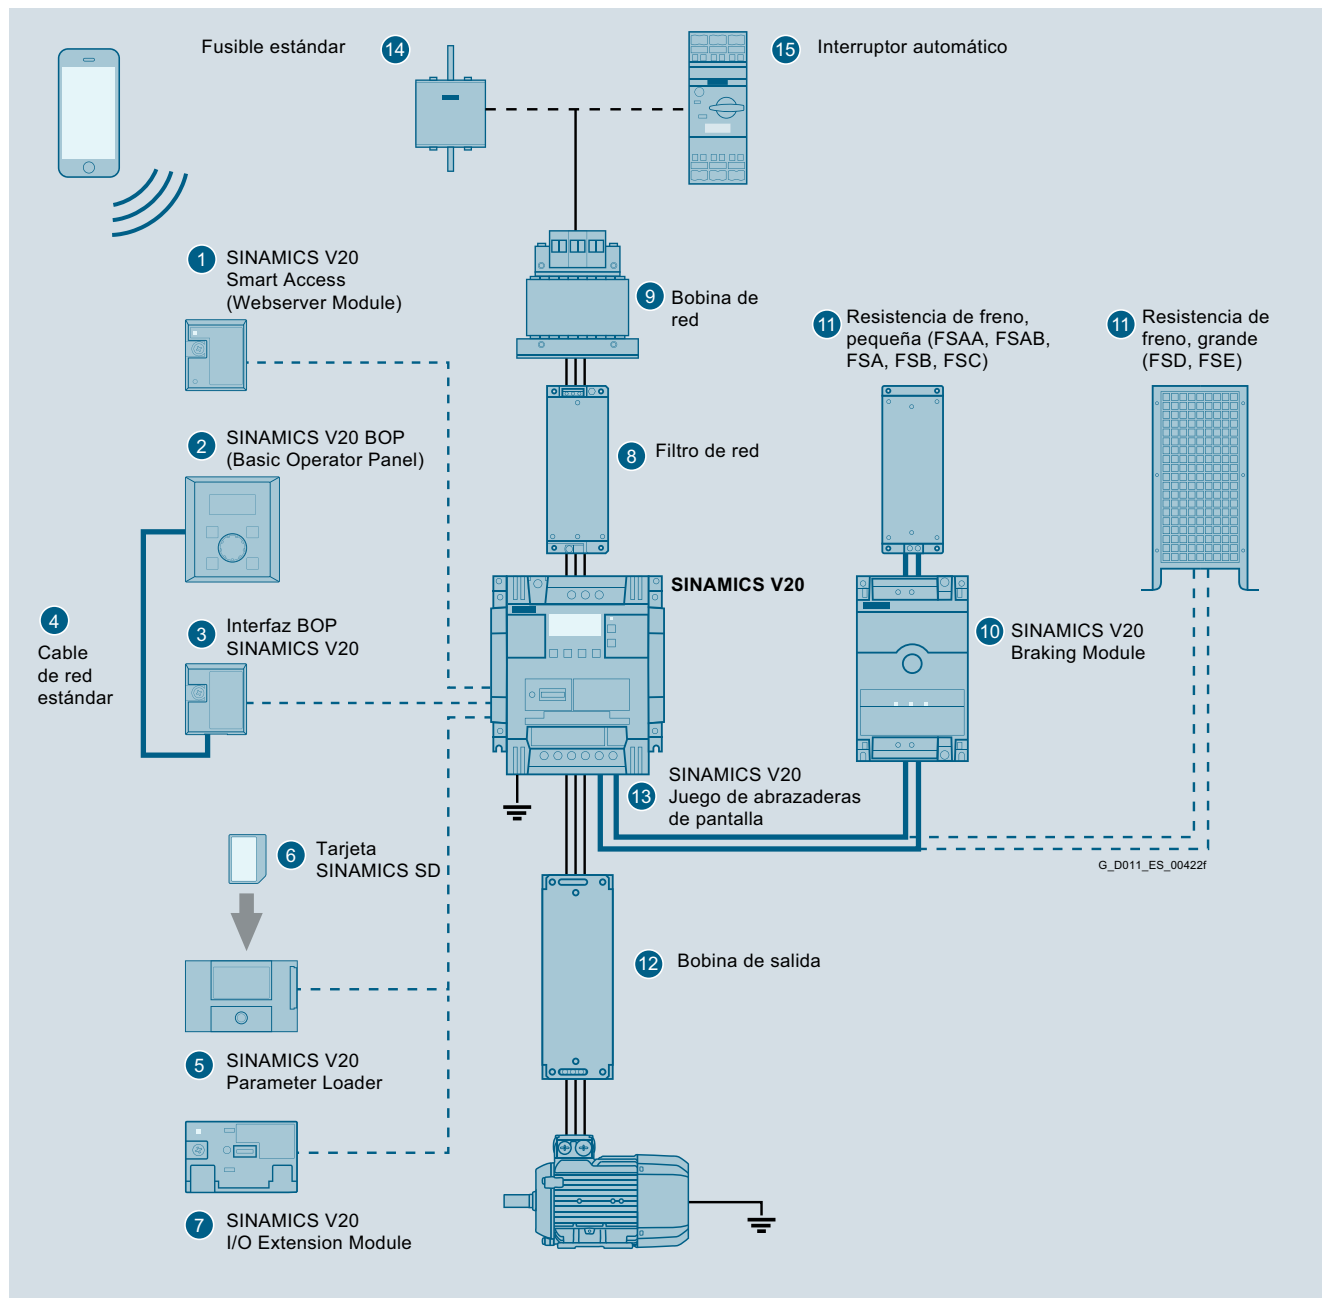 Fusible estándar
14
15
Interruptor automático
1
SINAMICS V20
Smart Access
(Webserver Module)
9
Bobina de
red
11
Resistencia de freno,
pequeña (FSAA, FSAB,
FSA, FSB, FSC)
11
Resistencia de
freno, grande
(FSD, FSE)
2
SINAMICS V20 BOP
(Basic Operator Panel)
8
Filtro de red
SINAMICS V20
4
Cable
de red
estándar
3
Interfaz BOP
SINAMICS V20
10
SINAMICS V20
Braking Module
13
SINAMICS V20
Juego de abrazaderas
de pantalla
6
Tarjeta
SINAMICS SD
G_D011_ES_00422f
12
Bobina de salida
5
SINAMICS V20
Parameter Loader
7
SINAMICS V20
I/O Extension Module